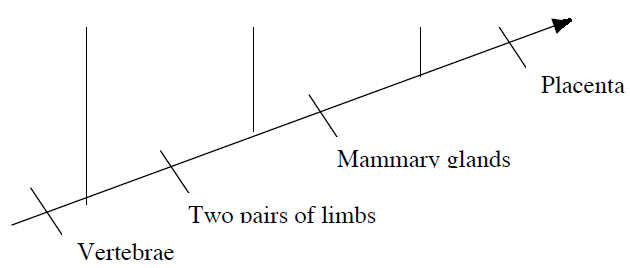 Placenta
Mammary glands
Two pairs of limbs
Vertebrae